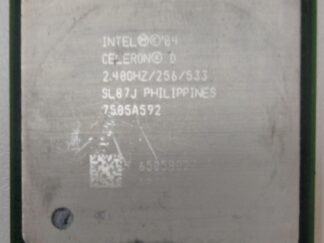 INTEL Ⓜ©'04
CELERON® D
2.40GHZ/256/533
SL87J PHILIPPINES
7505A592